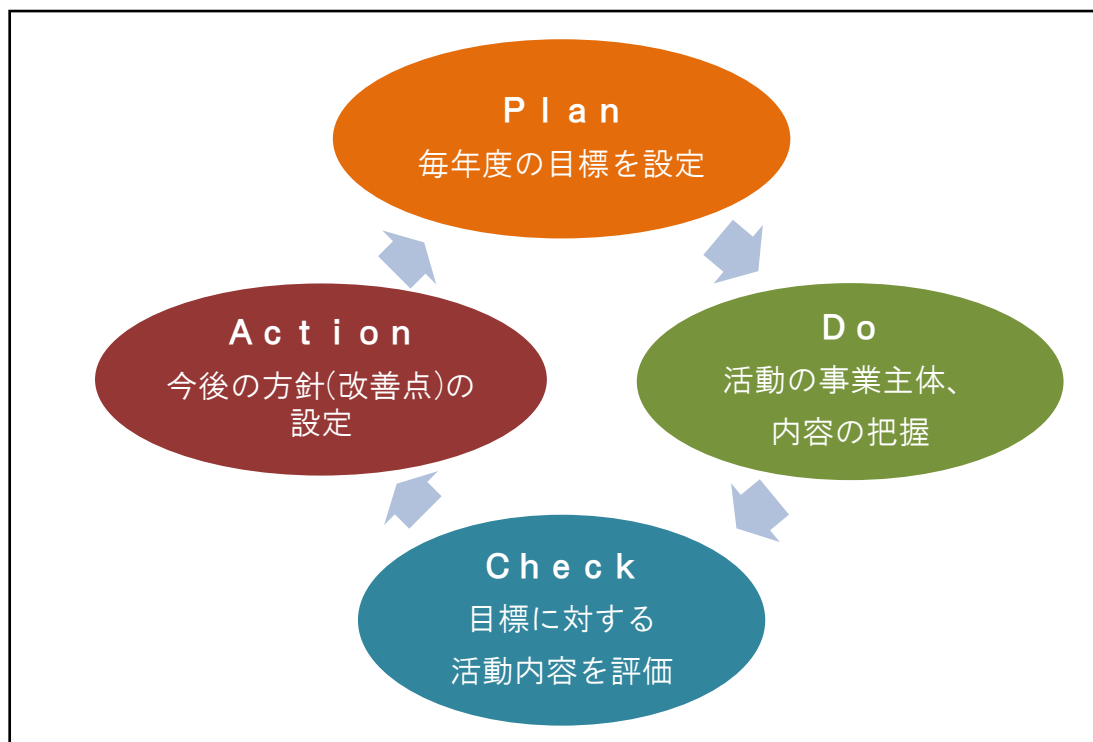 Ｐｌａｎ
毎年度の目標を設定
Ｄｏ
活動の事業主体、
内容の把握
Ｃｈｅｃｋ
目標に対する
活動内容を評価
Ａｃｔｉｏｎ
今後の方針(改善点)の
設定